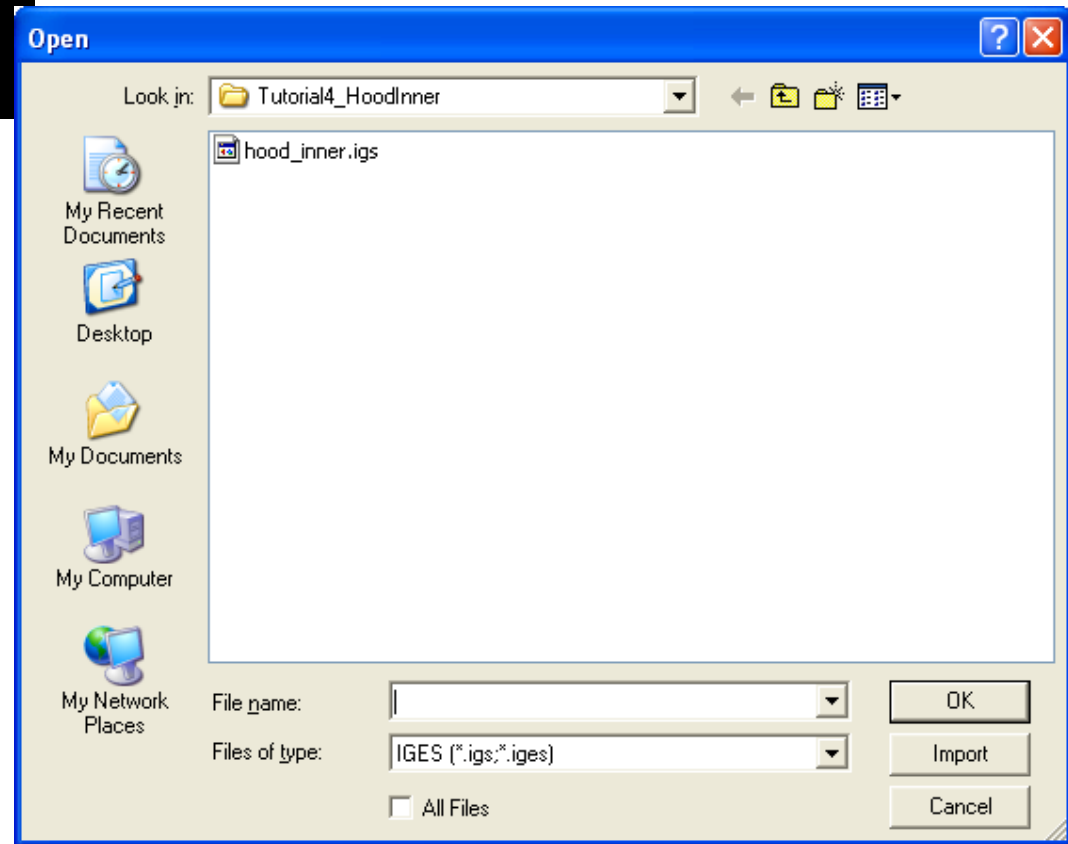 Open
Look in: Tutorial4_HoodInner
hood_inner.igs
My Recent
Documents
Desktop
My Documents
My Computer
My Network
Places
File name:
OK
Files of type: IGES (*.igs;*.iges)
Import
All Files
Cancel